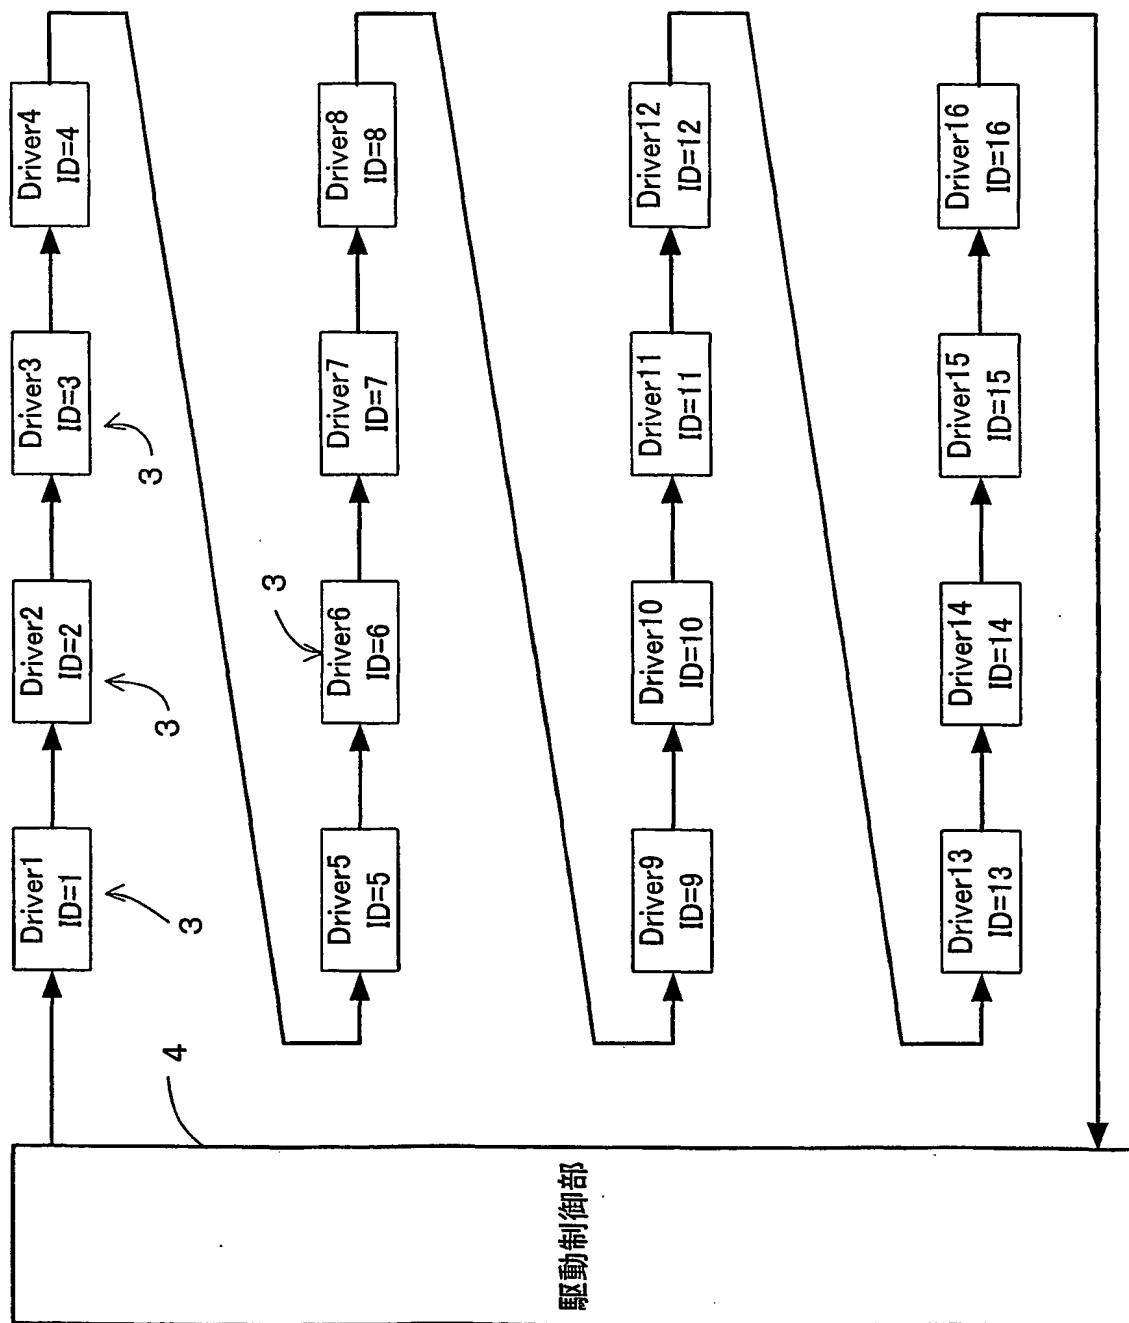 Driver1
ID=1
Driver2
ID=2
Driver3
ID=3
Driver4
ID=4
3
3
3
Driver5
ID=5
Driver6
ID=6
Driver7
ID=7
Driver8
ID=8
3
Driver9
ID=9
Driver10
ID=10
Driver11
ID=11
Driver12
ID=12
Driver13
ID=13
Driver14
ID=14
Driver15
ID=15
Driver16
ID=16
4
駆動制御部